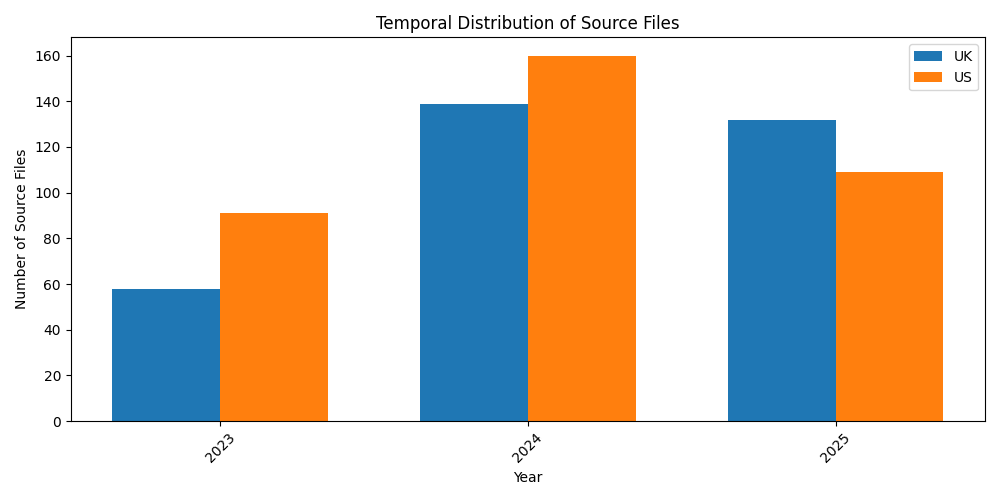 Temporal Distribution of Source Files
UK
US
Number of Source Files
160
140
120
100
80
60
40
20
0
2023
2024
2025
Year